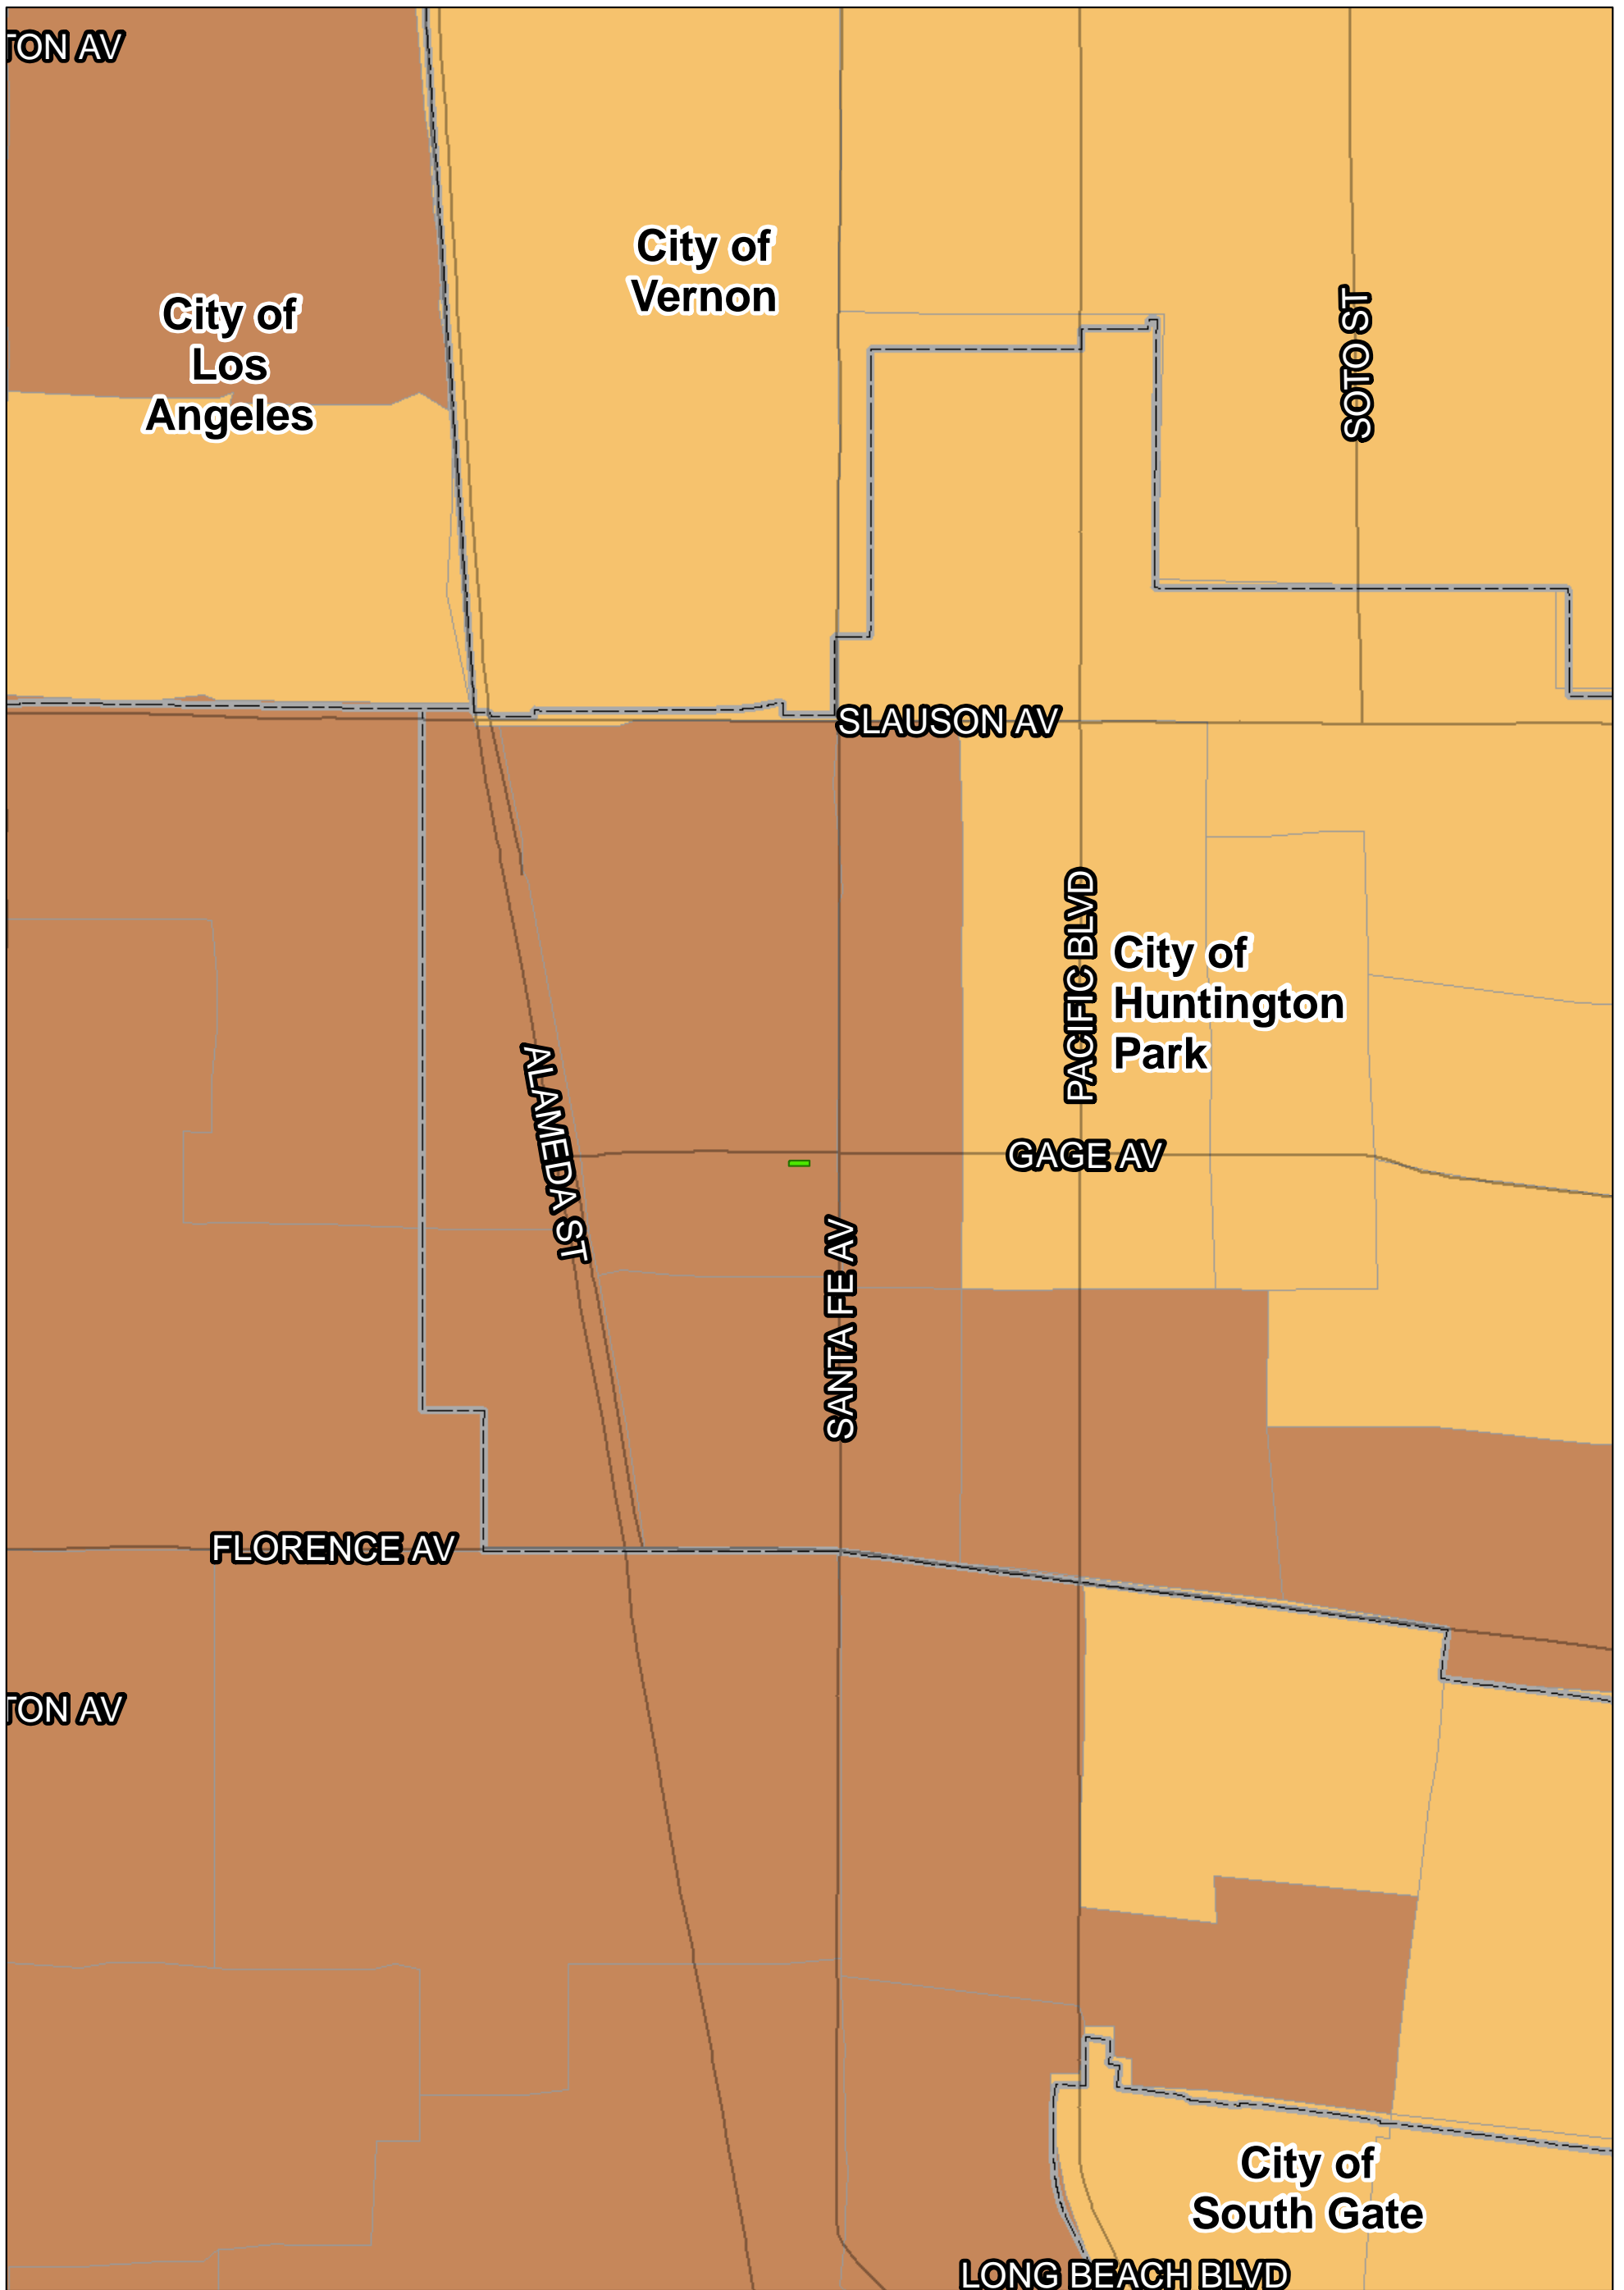 TON AV
City of
Vernon
City of
Los
Angeles
SOTO ST
SLAUSON AV
PACIFIC BLVD
City of
Huntington
Park
ALAMEDA ST
GAGE AV
SANTA FE AV
FLORENCE AV
TON AV
City of
South Gate
LONG BEACH BLVD